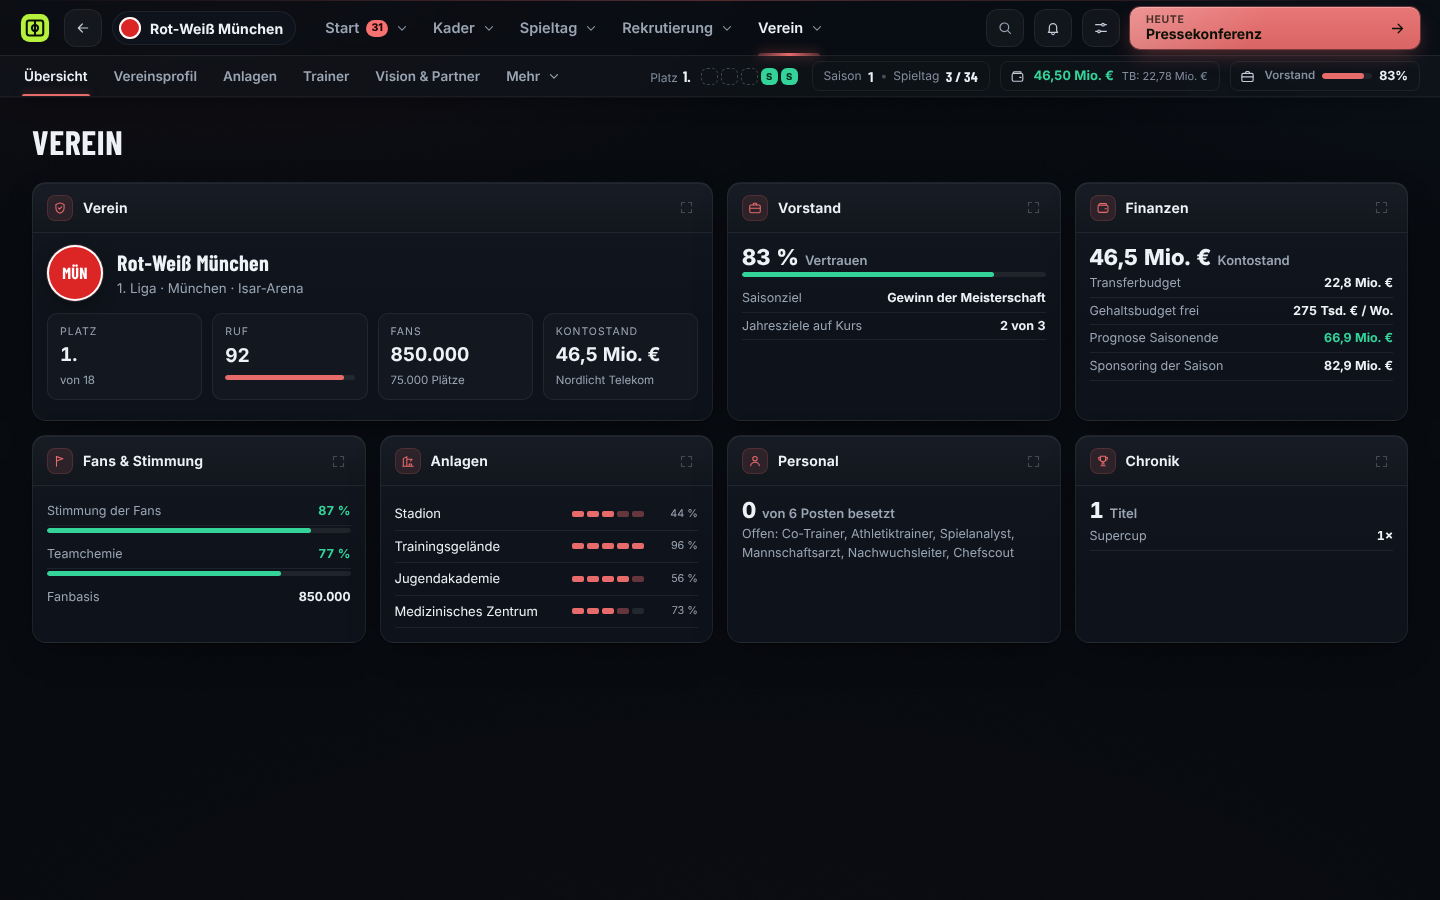 Rot-Weiß München
Start 31
Kader
Spieltag
Rekrutierung
Verein
HEUTE
Pressekonferenz
Übersicht
Vereinsprofil
Anlagen
Trainer
Vision & Partner
Mehr
Platz 1.
S S
Saison 1 • Spieltag 3 / 34
46,50 Mio. € TB: 22,78 Mio. €
Vorstand 83%
VEREIN
Verein
MÜN
Rot-Weiß München
1. Liga · München · Isar-Arena
PLATZ
1.
von 18
RUF
92
FANS
850.000
75.000 Plätze
KONTOSTAND
46,5 Mio. €
Nordlicht Telekom
Vorstand
83 % Vertrauen
Saisonziel Gewinn der Meisterschaft
Jahresziele auf Kurs 2 von 3
Finanzen
46,5 Mio. € Kontostand
Transferbudget 22,8 Mio. €
Gehaltsbudget frei 275 Tsd. € / Wo.
Prognose Saisonende 66,9 Mio. €
Sponsoring der Saison 82,9 Mio. €
Fans & Stimmung
Stimmung der Fans 87 %
Teamchemie 77 %
Fanbasis 850.000
Anlagen
Stadion 44 %
Trainingsgelände 96 %
Jugendakademie 56 %
Medizinisches Zentrum 73 %
Personal
0 von 6 Posten besetzt
Offen: Co-Trainer, Athletiktrainer, Spielanalyst,
Mannschaftsarzt, Nachwuchsleiter, Chefscout
Chronik
1 Titel
Supercup 1×